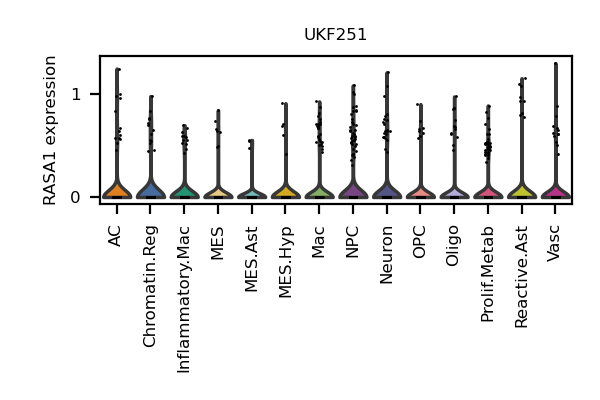 UKF251
RASA1 expression
1
0
AC
Chromatin.Reg
Inflammatory.Mac
MES
MES.Ast
MES.Hyp
Mac
NPC
Neuron
OPC
Oligo
Prolif.Metab
Reactive.Ast
Vasc